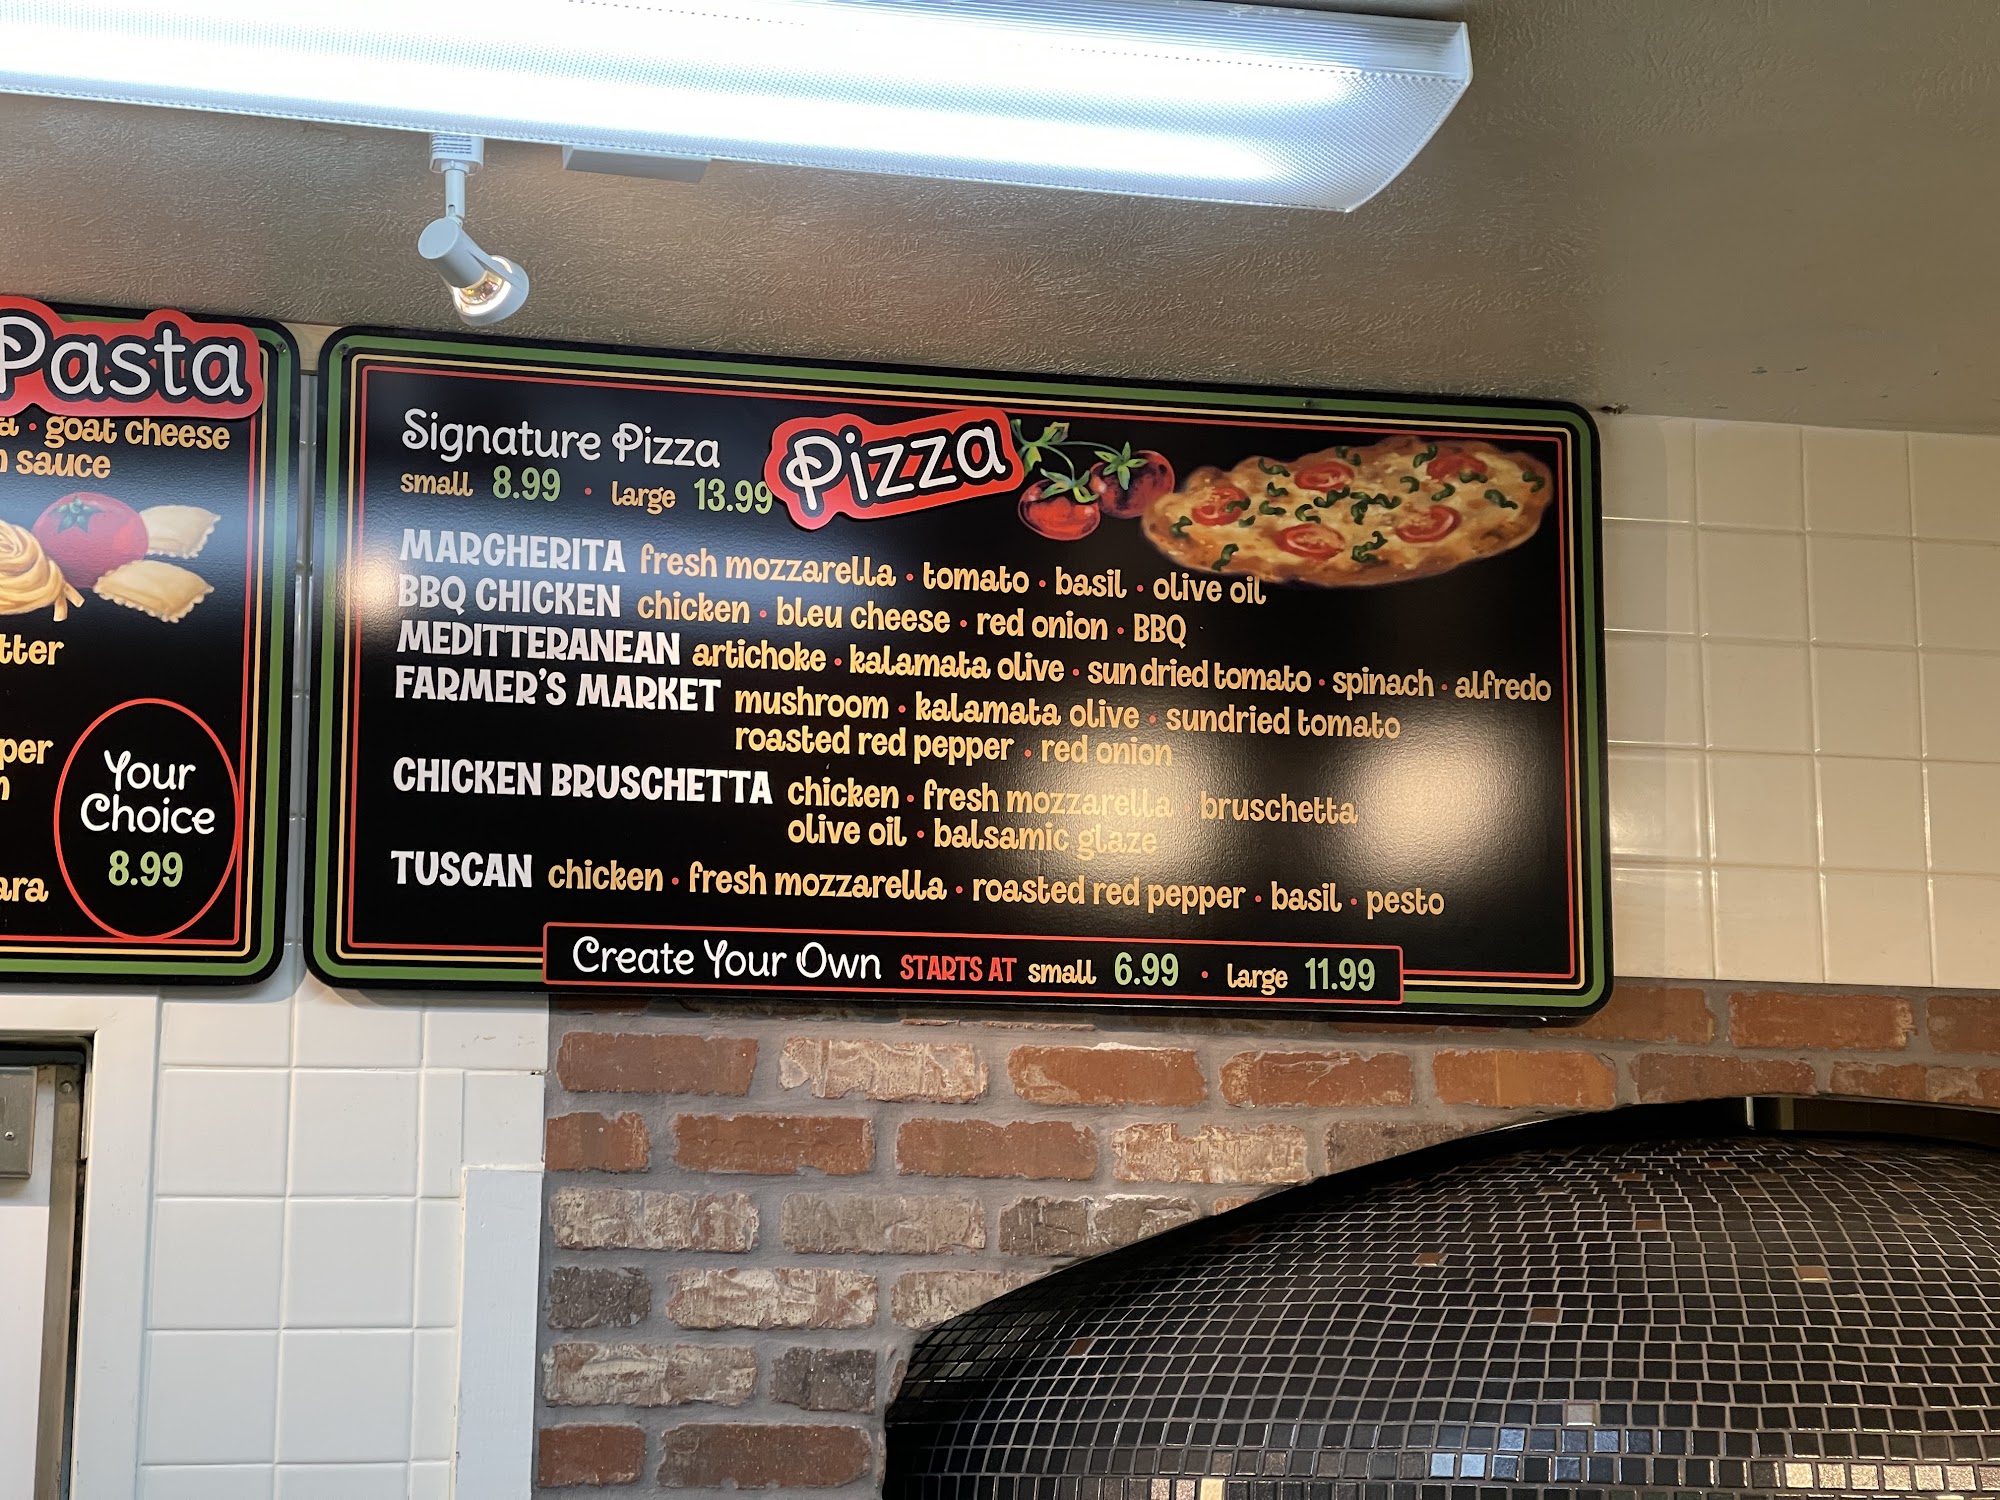 Pasta
goat cheese
sauce
Your
Choice
8.99
Pizza
Signature Pizza
small 8.99 • large 13.99
MARGHERITA fresh mozzarella • tomato • basil • olive oil
BBQ CHICKEN chicken • bleu cheese • red onion • BBQ
MEDITTERANEAN artichoke • kalamata olive • sun dried tomato • spinach • alfredo
FARMER'S MARKET mushroom • kalamata olive • sundried tomato
roasted red pepper • red onion
CHICKEN BRUSCHETTA chicken • fresh mozzarella • bruschetta
olive oil • balsamic glaze
TUSCAN chicken • fresh mozzarella • roasted red pepper • basil • pesto
Create Your Own STARTS AT small 6.99 • large 11.99